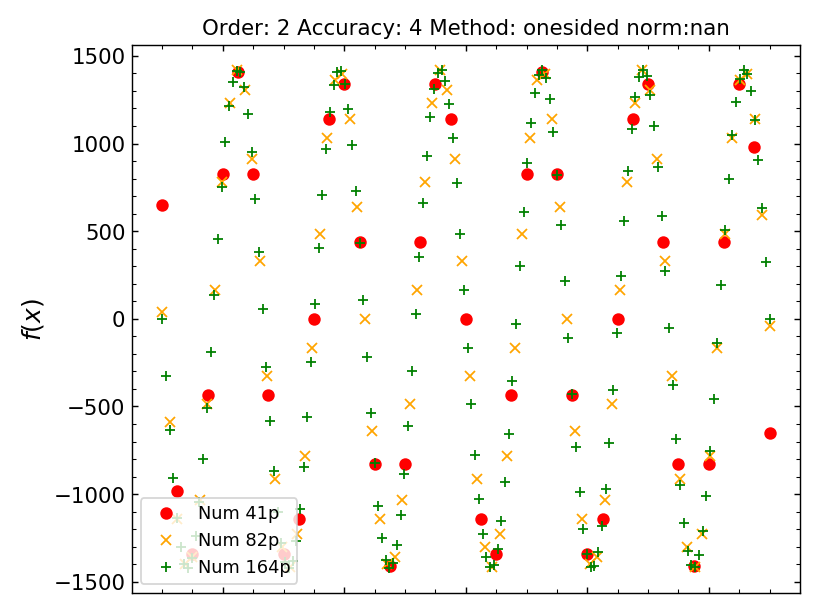 Order: 2 Accuracy: 4 Method: onesided norm:nan
1500
1000
500
0
−500
−1000
−1500
f(x)
Num 41p
Num 82p
Num 164p